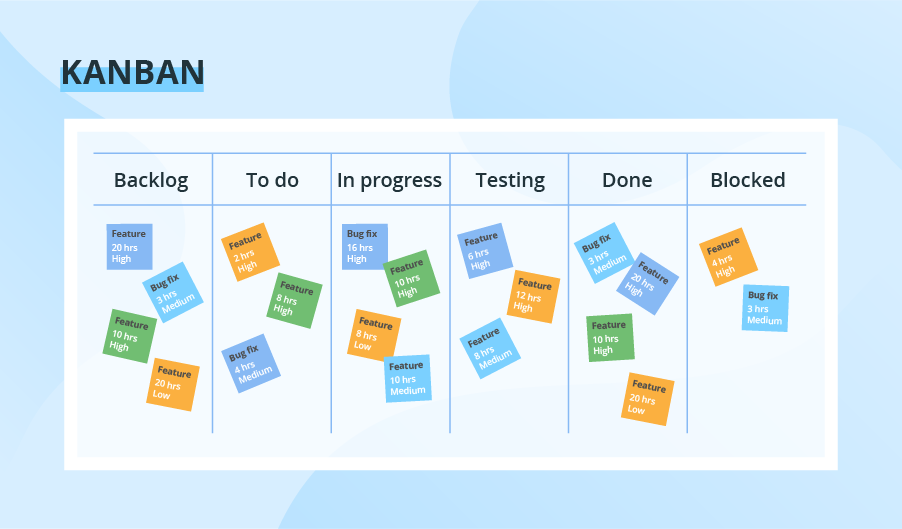 KANBAN
Backlog
To do
In progress
Testing
Done
Blocked
Feature
20 hrs
High
Bug fix
3 hrs
Medium
Feature
10 hrs
High
Feature
20 hrs
Low
Feature
2 hrs
High
Feature
8 hrs
High
Bug fix
4 hrs
Medium
Bug fix
16 hrs
High
Feature
10 hrs
High
Feature
8 hrs
Low
Feature
10 hrs
Medium
Feature
6 hrs
High
Feature
12 hrs
High
Feature
8 hrs
Medium
Bug fix
3 hrs
Medium
Feature
20 hrs
High
Feature
10 hrs
High
Feature
20 hrs
Low
Feature
4 hrs
High
Bug fix
3 hrs
Medium